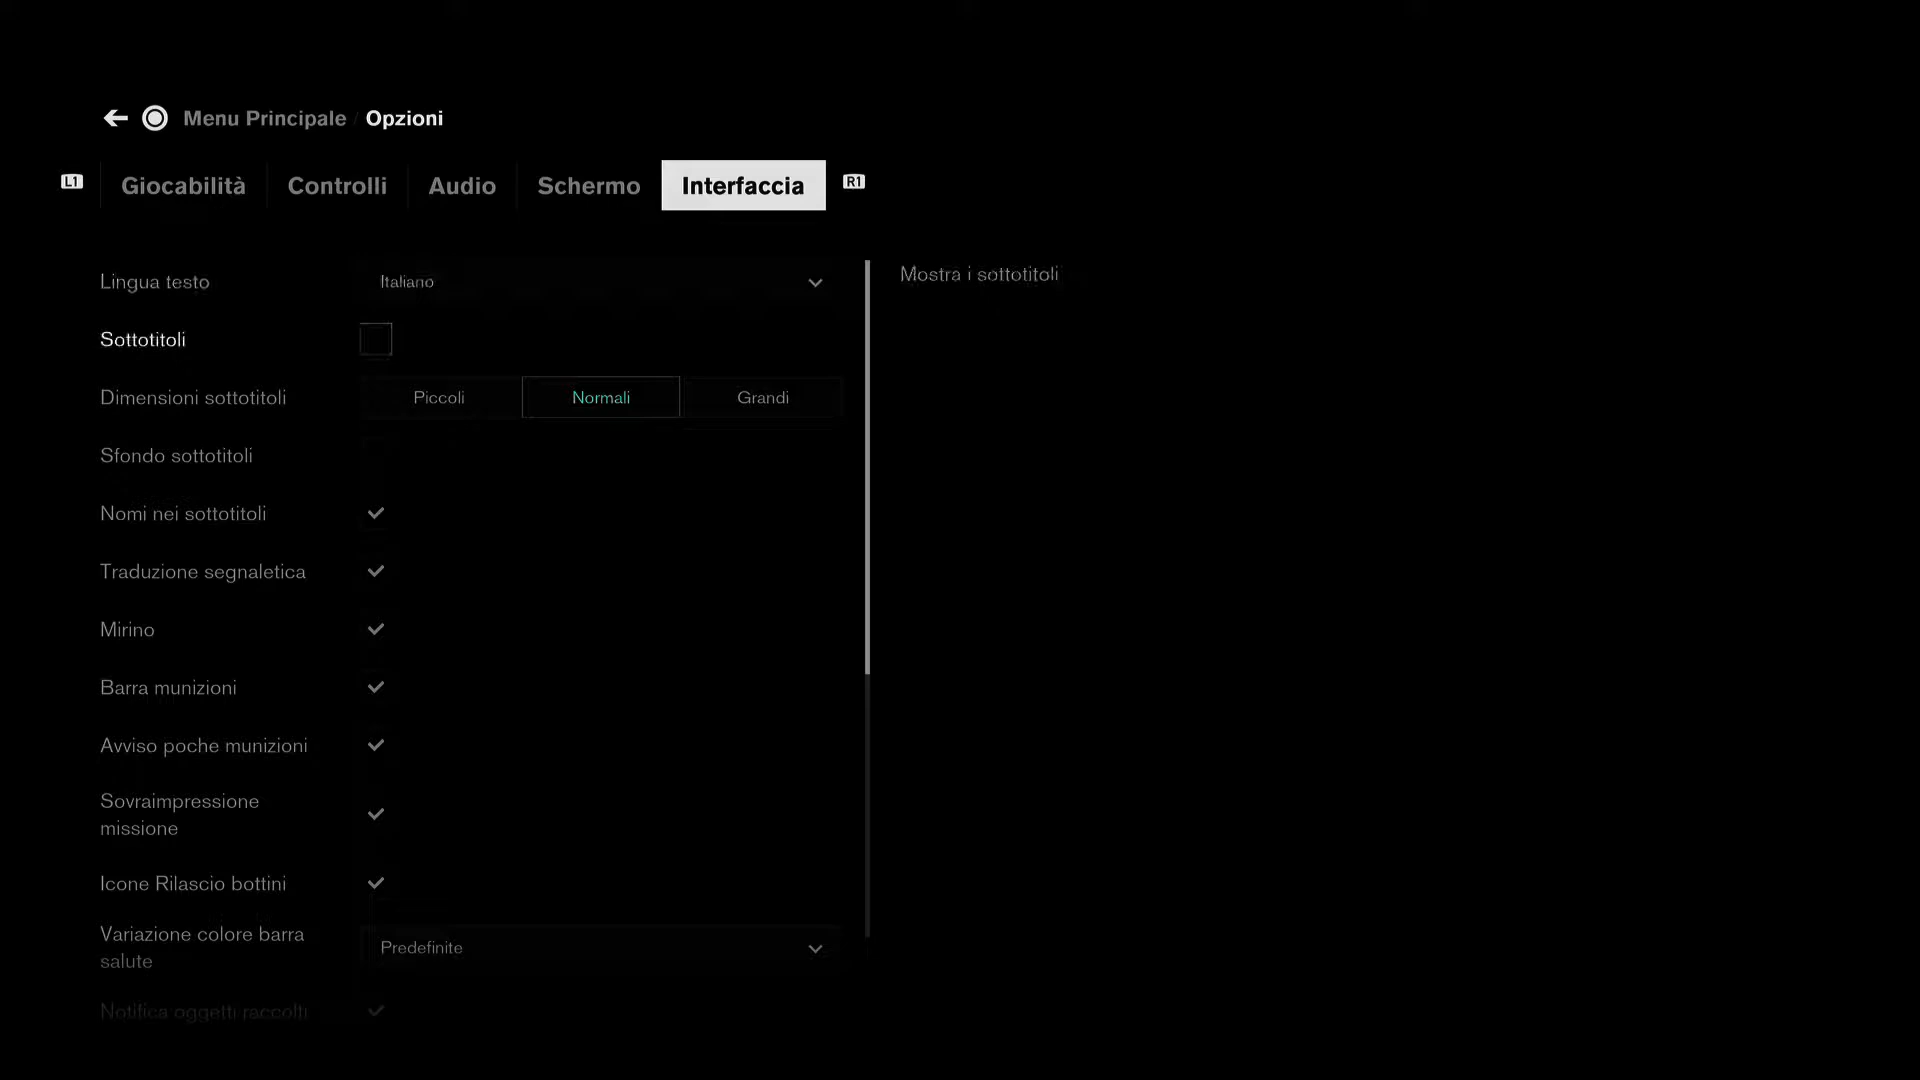 Menu Principale / Opzioni
L1 Giocabilità Controlli Audio Schermo Interfaccia R1
Lingua testo Italiano
Mostra i sottotitoli
Sottotitoli
Dimensioni sottotitoli Piccoli Normali Grandi
Sfondo sottotitoli
Nomi nei sottotitoli
Traduzione segnaletica
Mirino
Barra munizioni
Avviso poche munizioni
Sovraimpressione
missione
Icone Rilascio bottini
Variazione colore barra
salute
Predefinite
Notifica oggetti raccolti